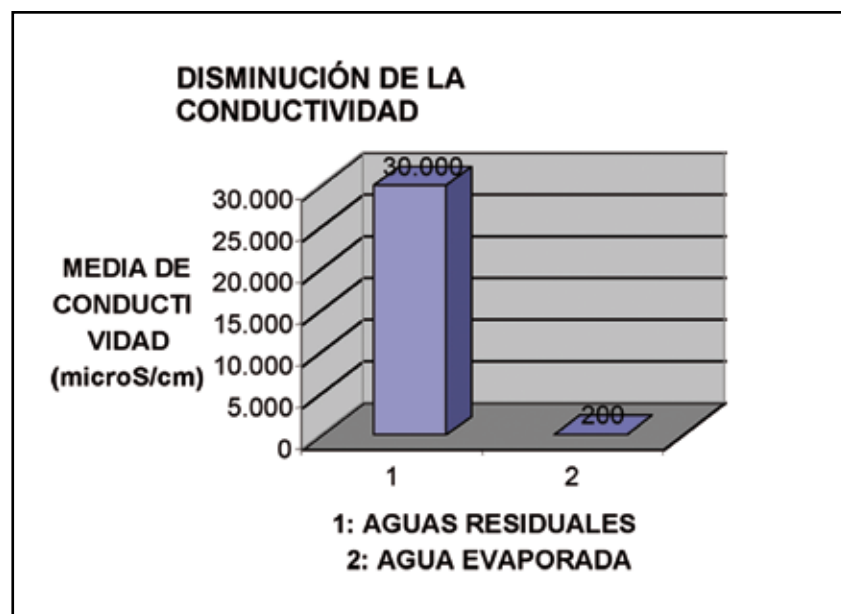 DISMINUCIÓN DE LA
CONDUCTIVIDAD
30.000
30.000
25.000
20.000
15.000
10.000
5.000
0
MEDIA DE
CONDUCTI
VIDAD
(microS/cm)
200
1
2
1: AGUAS RESIDUALES
2: AGUA EVAPORADA